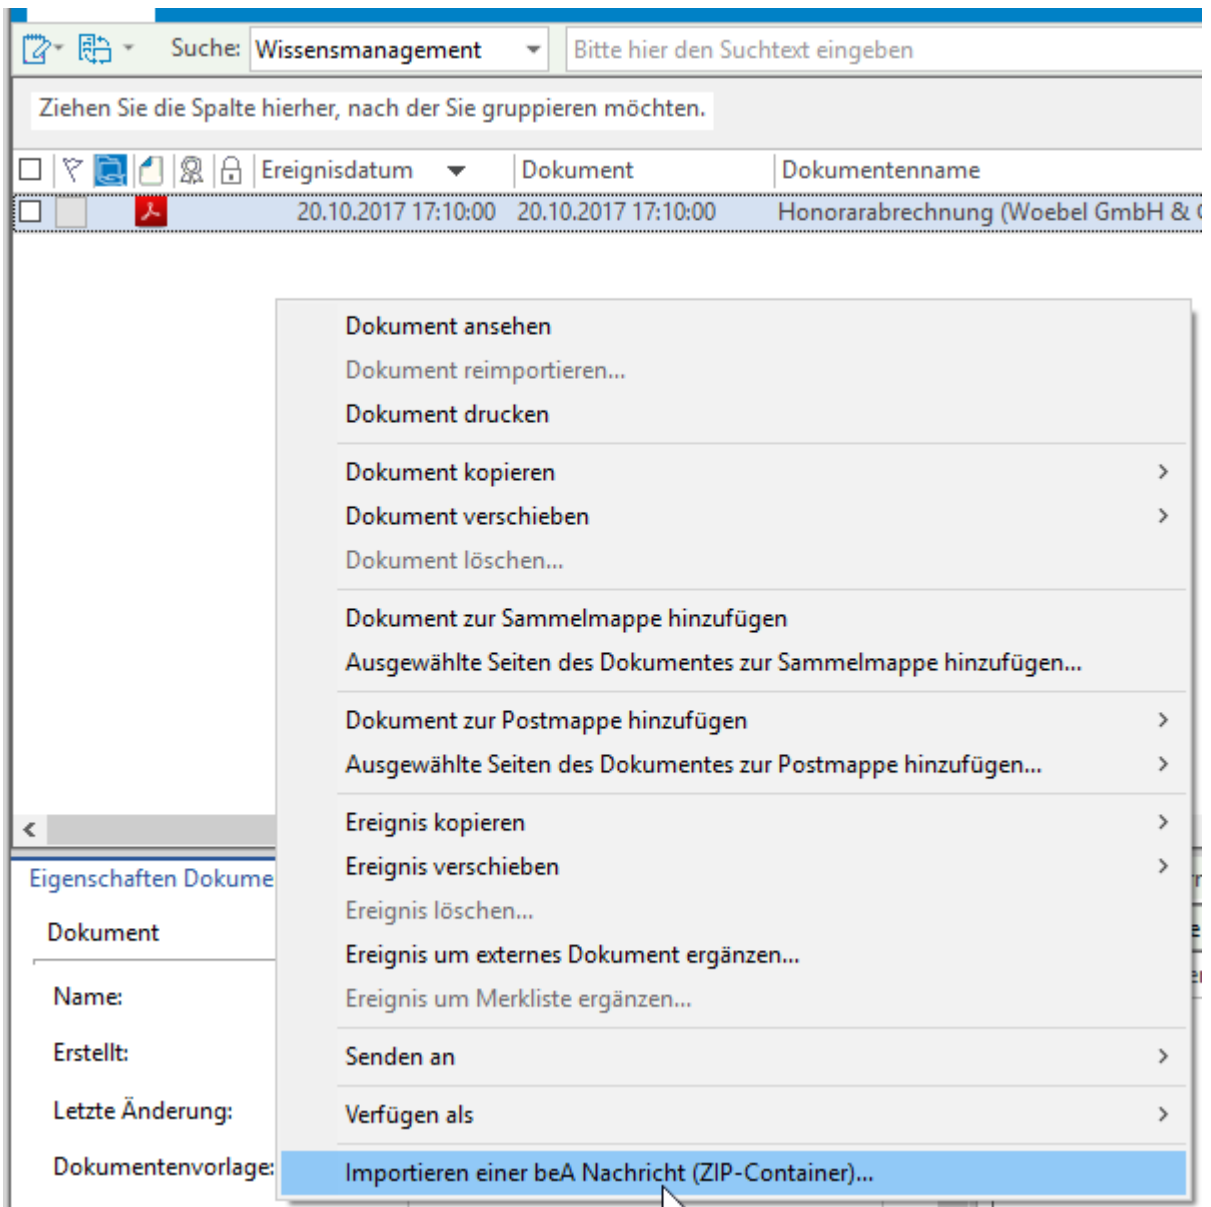 Suche: Wissensmanagement Bitte hier den Suchtext eingeben
Ziehen Sie die Spalte hierher, nach der Sie gruppieren möchten.
Ereignisdatum Dokument Dokumentenname
20.10.2017 17:10:00 20.10.2017 17:10:00 Honorarabrechnung (Woebel GmbH &
Dokument ansehen
Dokument reimportieren...
Dokument drucken
Dokument kopieren
Dokument verschieben
Dokument löschen...
Dokument zur Sammelmappe hinzufügen
Ausgewählte Seiten des Dokumentes zur Sammelmappe hinzufügen...
Dokument zur Postmappe hinzufügen
Ausgewählte Seiten des Dokumentes zur Postmappe hinzufügen...
Ereignis kopieren
Ereignis verschieben
Ereignis löschen...
Ereignis um externes Dokument ergänzen...
Ereignis um Merkliste ergänzen...
Senden an
Verfügen als
Importieren einer beA Nachricht (ZIP-Container)...
Eigenschaften Dokume
Dokument
Name:
Erstellt:
Letzte Änderung:
Dokumentenvorlage: